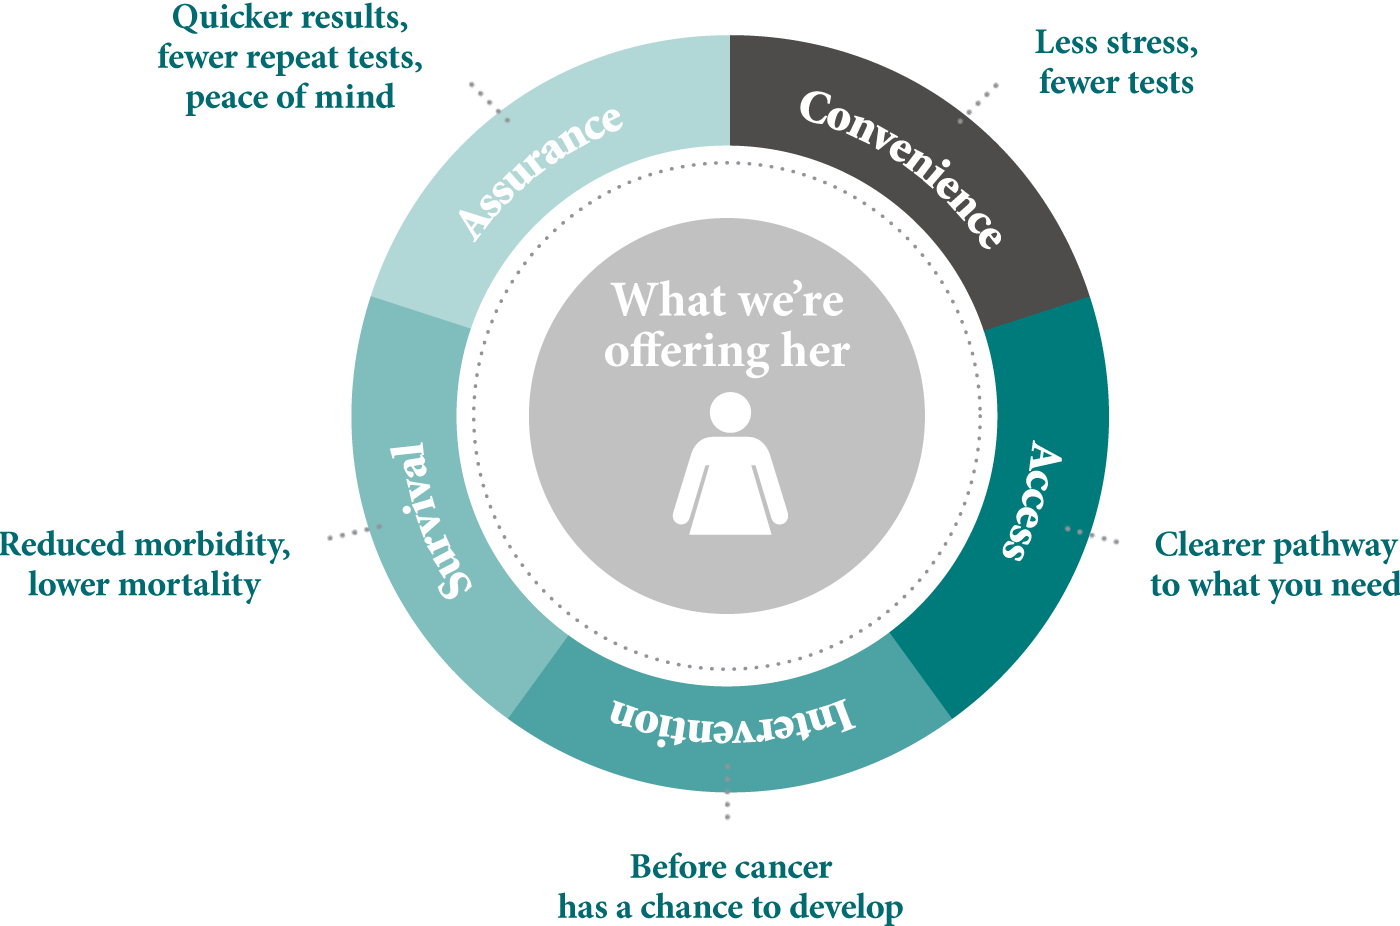 Quicker results,
fewer repeat tests,
peace of mind
Less stress,
fewer tests
Assurance
Convenience
What we’re
offering her
Survival
Access
Reduced morbidity,
lower mortality
Clearer pathway
to what you need
Intervention
Before cancer
has a chance to develop